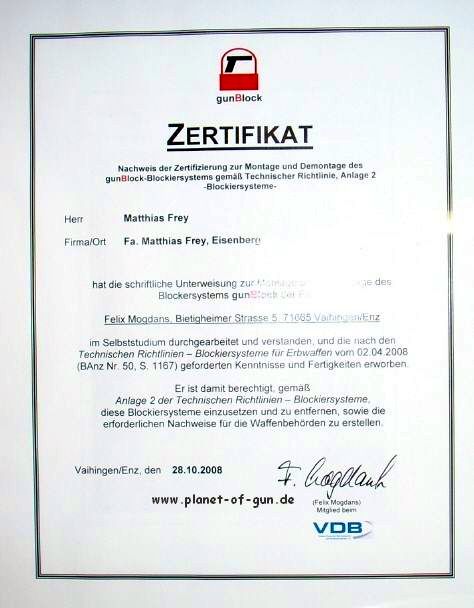 gunBlock
ZERTIFIKAT
Nachweis der Zertifizierung zur Montage und Demontage des
gunBlock-Blockiersystems gemäß Technischer Richtlinie, Anlage 2
-Blockiersysteme-
Herr Matthias Frey
Firma/Ort Fa. Matthias Frey, Eisenberg
hat die schriftliche Unterweisung zur des
Blockersystems gunBlock der
Felix Mogdans, Bietigheimer Strasse 5, 71665 Vaihingen/Enz
im Selbststudium durchgearbeitet und verstanden, und die nach den
Technischen Richtlinien – Blockiersysteme für Erbwaffen vom 02.04.2008
(BAnz Nr. 50, S. 1167) geforderten Kenntnisse und Fertigkeiten erworben.
Er ist damit berechtigt, gemäß
Anlage 2 der Technischen Richtlinien – Blockiersysteme,
diese Blockiersysteme einzusetzen und zu entfernen, sowie die
erforderlichen Nachweise für die Waffenbehörden zu erstellen.
Vaihingen/Enz, den 28.10.2008
www.planet-of-gun.de
(Felix Mogdans)
Mitglied beim
VDB